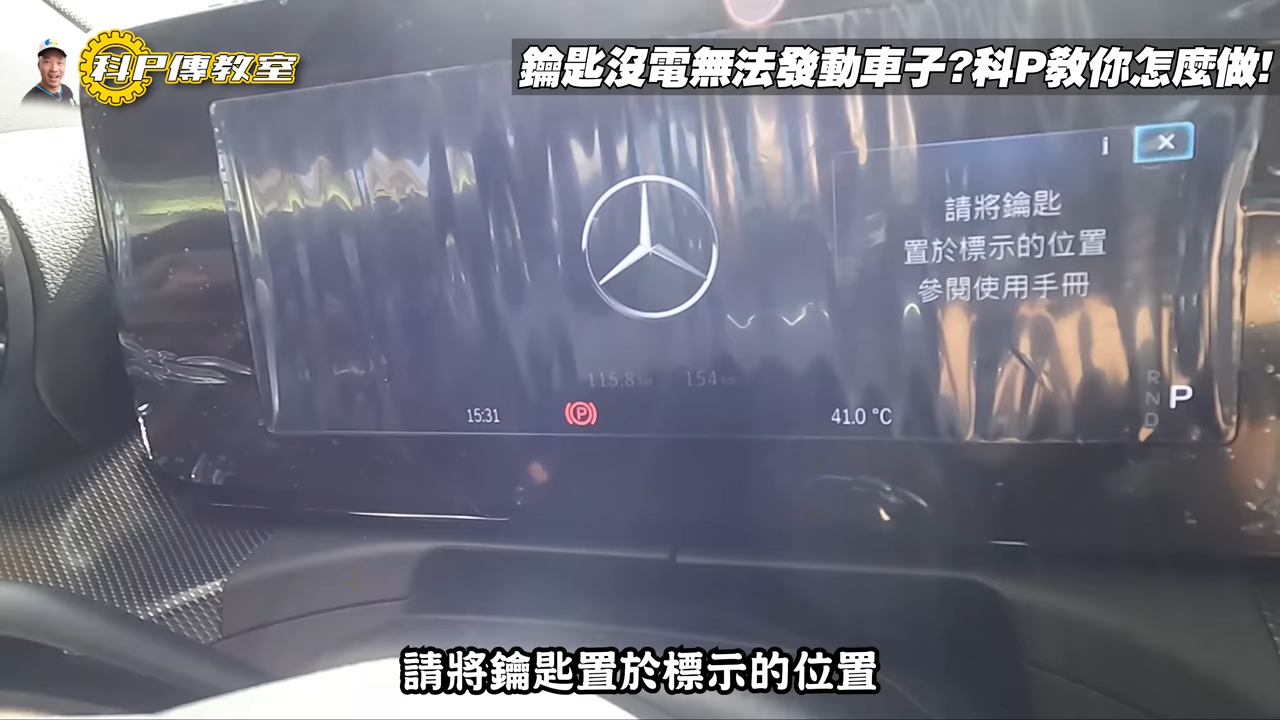 科P傳教室
鑰匙沒電無法發動車子?科P教你怎麼做!
i
請將鑰匙
置於標示的位置
參閱使用手冊
115.8 km 154 km
R
N
D
P
15:31
P
41.0 °C
請將鑰匙置於標示的位置